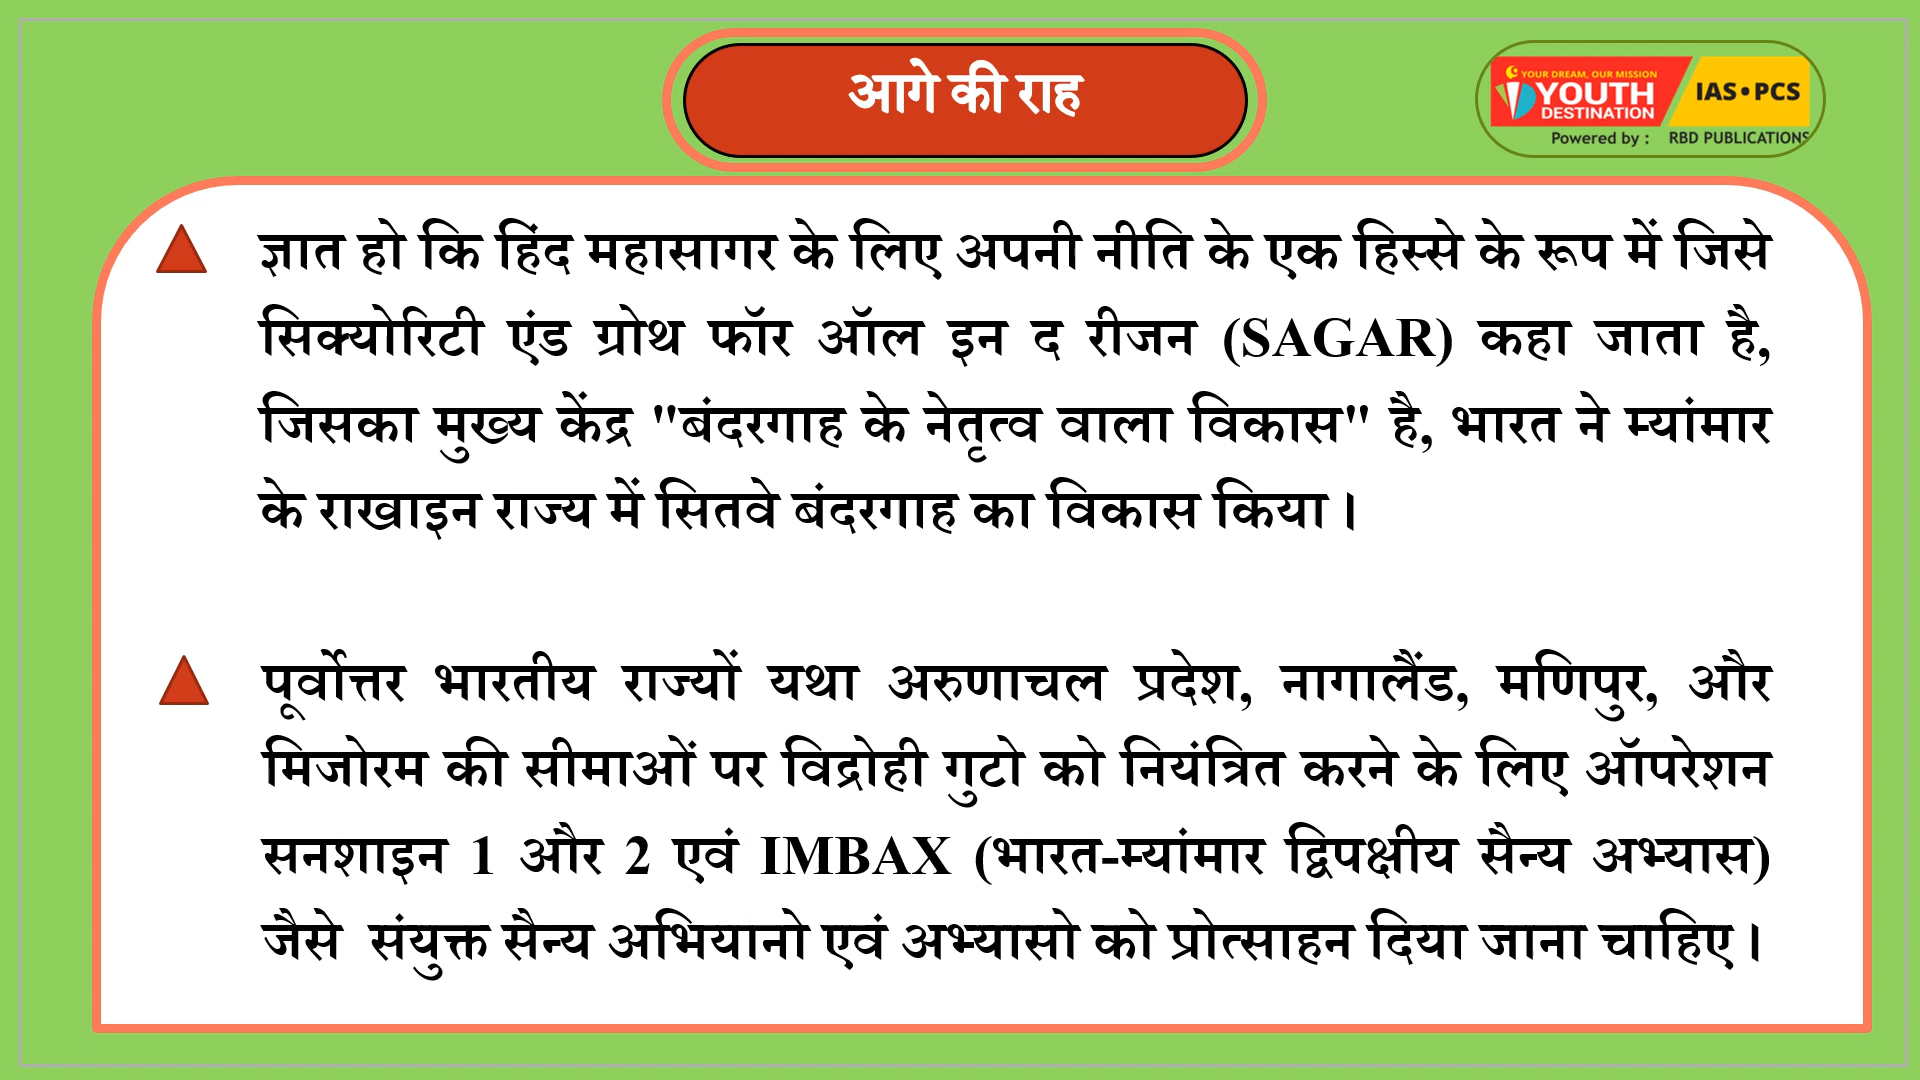 आगे की राह
YOUR DREAM, OUR MISSION
YOUTH
DESTINATION
IAS•PCS
Powered by : RBD PUBLICATIONS
ज्ञात हो कि हिंद महासागर के लिए अपनी नीति के एक हिस्से के रूप में जिसे
सिक्योरिटी एंड ग्रोथ फॉर ऑल इन द रीजन (SAGAR) कहा जाता है,
जिसका मुख्य केंद्र "बंदरगाह के नेतृत्व वाला विकास" है, भारत ने म्यांमार
के राखाइन राज्य में सितवे बंदरगाह का विकास किया।
पूर्वोत्तर भारतीय राज्यों यथा अरुणाचल प्रदेश, नागालैंड, मणिपुर, और
मिजोरम की सीमाओं पर विद्रोही गुटो को नियंत्रित करने के लिए ऑपरेशन
सनशाइन 1 और 2 एवं IMBAX (भारत-म्यांमार द्विपक्षीय सैन्य अभ्यास)
जैसे संयुक्त सैन्य अभियानो एवं अभ्यासो को प्रोत्साहन दिया जाना चाहिए।